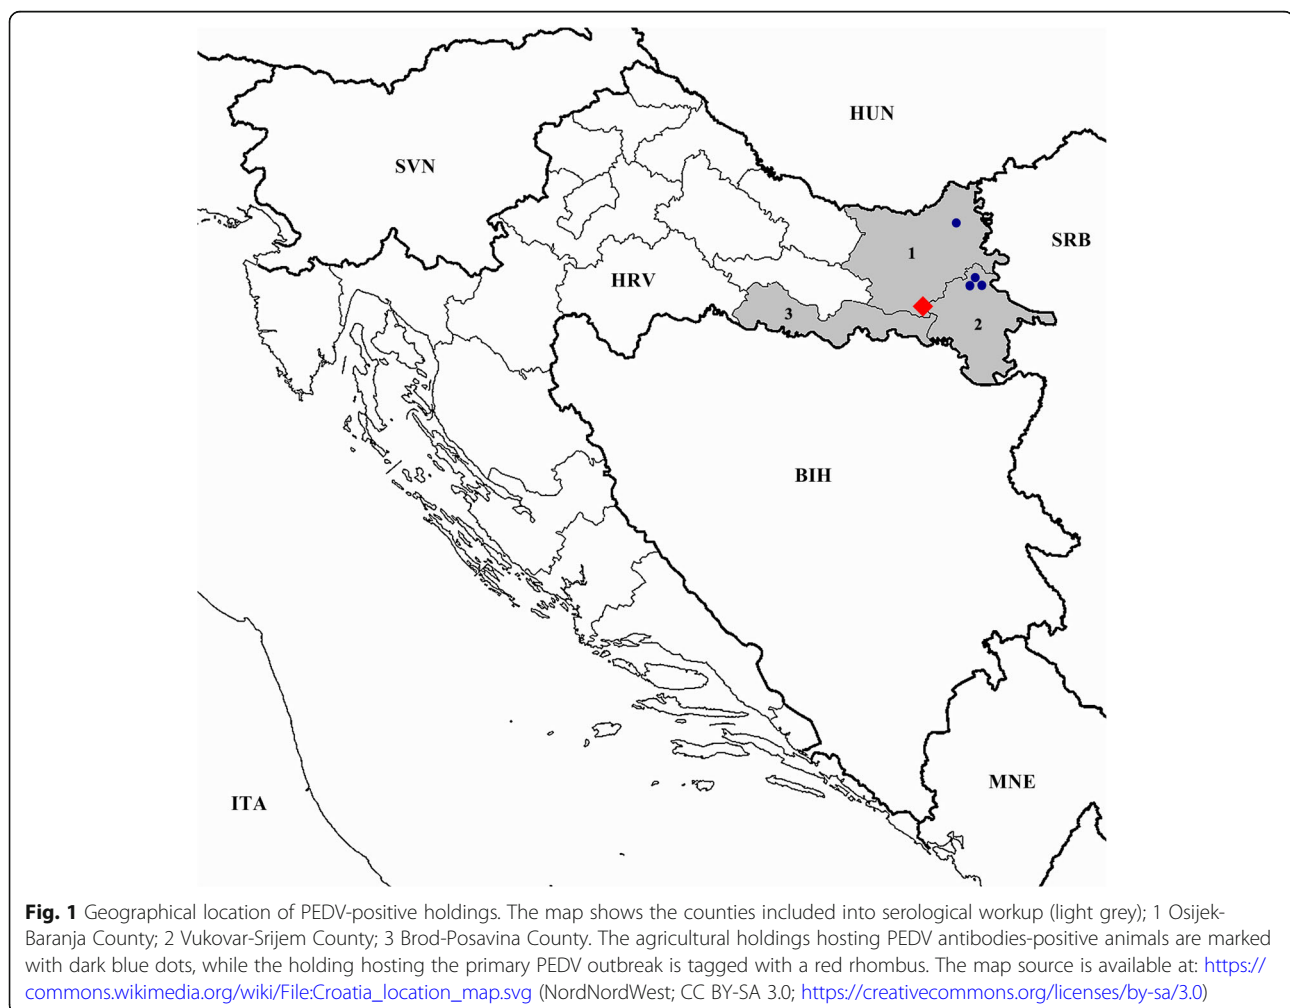 HUN
SVN
SRB
1
HRV
3
2
BIH
MNE
ITA
Fig. 1 Geographical location of PEDV-positive holdings. The map shows the counties included into serological workup (light grey); 1 Osijek-
Baranja County; 2 Vukovar-Srijem County; 3 Brod-Posavina County. The agricultural holdings hosting PEDV antibodies-positive animals are marked
with dark blue dots, while the holding hosting the primary PEDV outbreak is tagged with a red rhombus. The map source is available at: https://
commons.wikimedia.org/wiki/File:Croatia_location_map.svg (NordNordWest; CC BY-SA 3.0; https://creativecommons.org/licenses/by-sa/3.0)